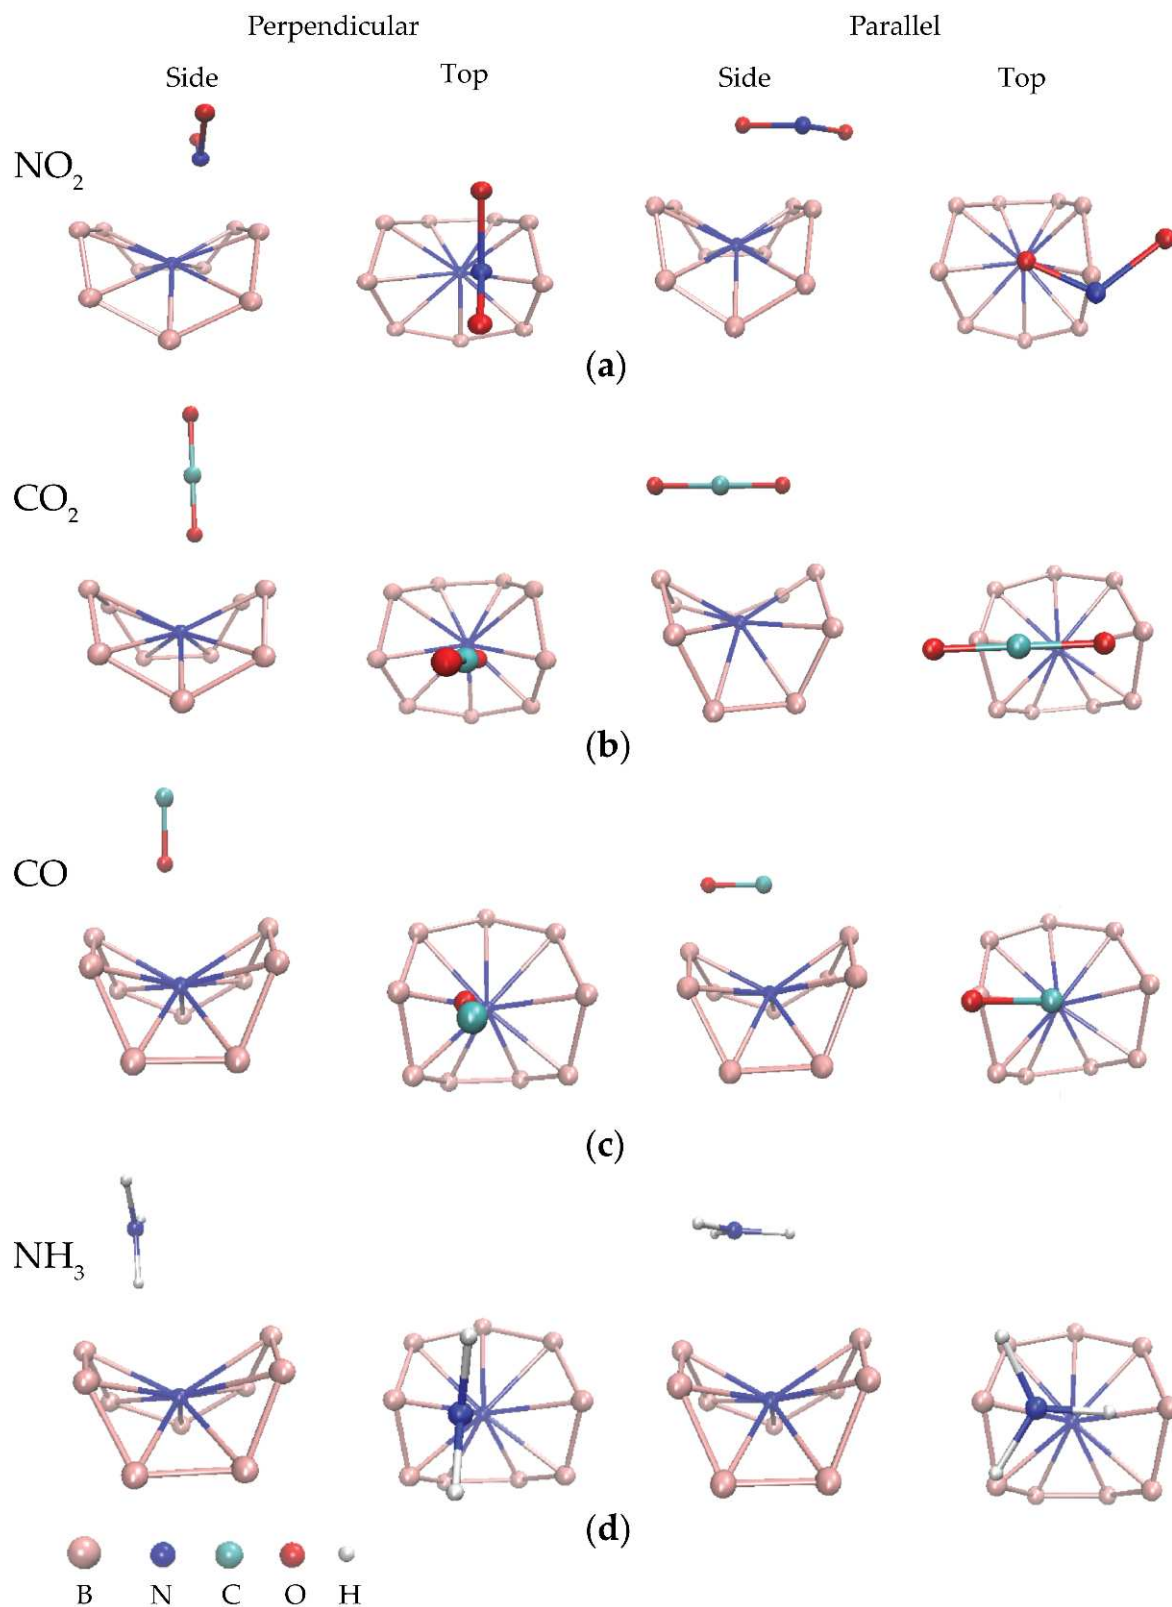 Perpendicular Parallel
Side Top Side Top
NO₂
(a)
CO₂
(b)
CO
(c)
NH₃
(d)
B N C O H